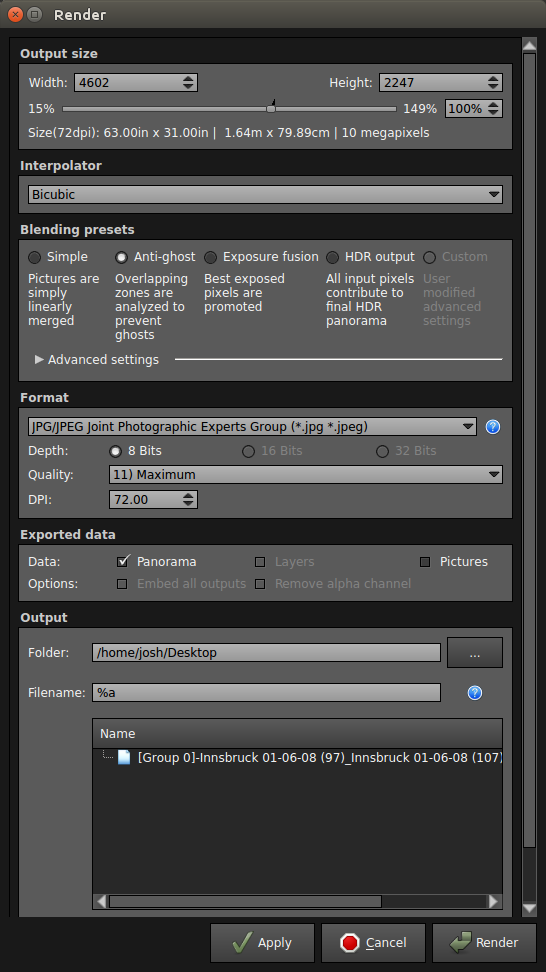 Render
Output size
Width: 4602 Height: 2247
15% 149% 100%
Size(72dpi): 63.00in x 31.00in | 1.64m x 79.89cm | 10 megapixels
Interpolator
Bicubic
Blending presets
Simple Anti-ghost Exposure fusion HDR output Custom
Pictures are Overlapping Best exposed All input pixels User
simply zones are pixels are contribute to modified
linearly analyzed to promoted final HDR advanced
merged prevent panorama settings
ghosts
Advanced settings
Format
JPG/JPEG Joint Photographic Experts Group (*.jpg *.jpeg) ?
Depth: 8 Bits 16 Bits 32 Bits
Quality: 11) Maximum
DPI: 72.00
Exported data
Data: Panorama Layers Pictures
Options: Embed all outputs Remove alpha channel
Output
Folder: /home/josh/Desktop ...
Filename: %a ?
Name
[Group 0]-Innsbruck 01-06-08 (97)_Innsbruck 01-06-08 (107)
Apply Cancel Render